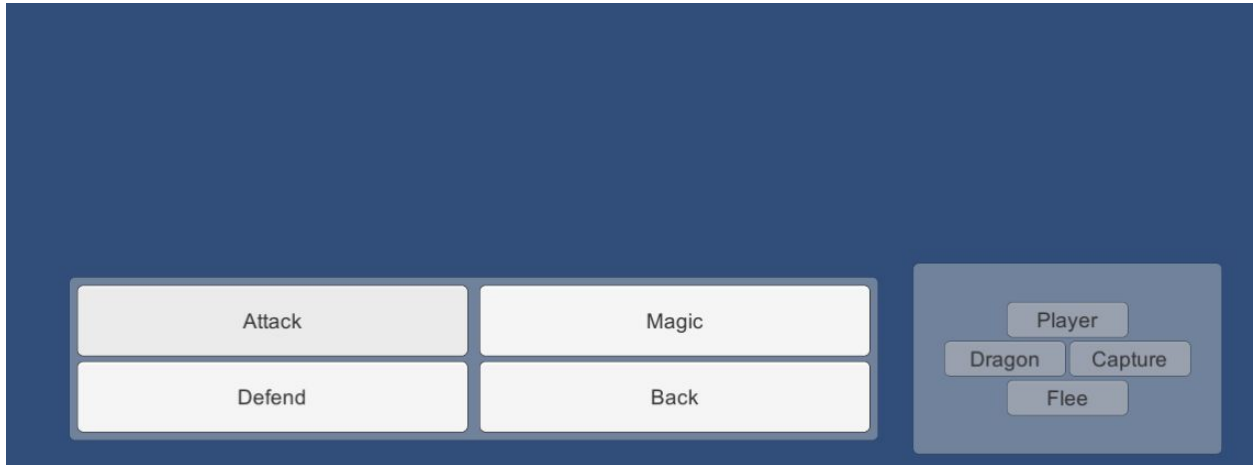 Attack
Magic
Defend
Back
Player
Dragon
Capture
Flee